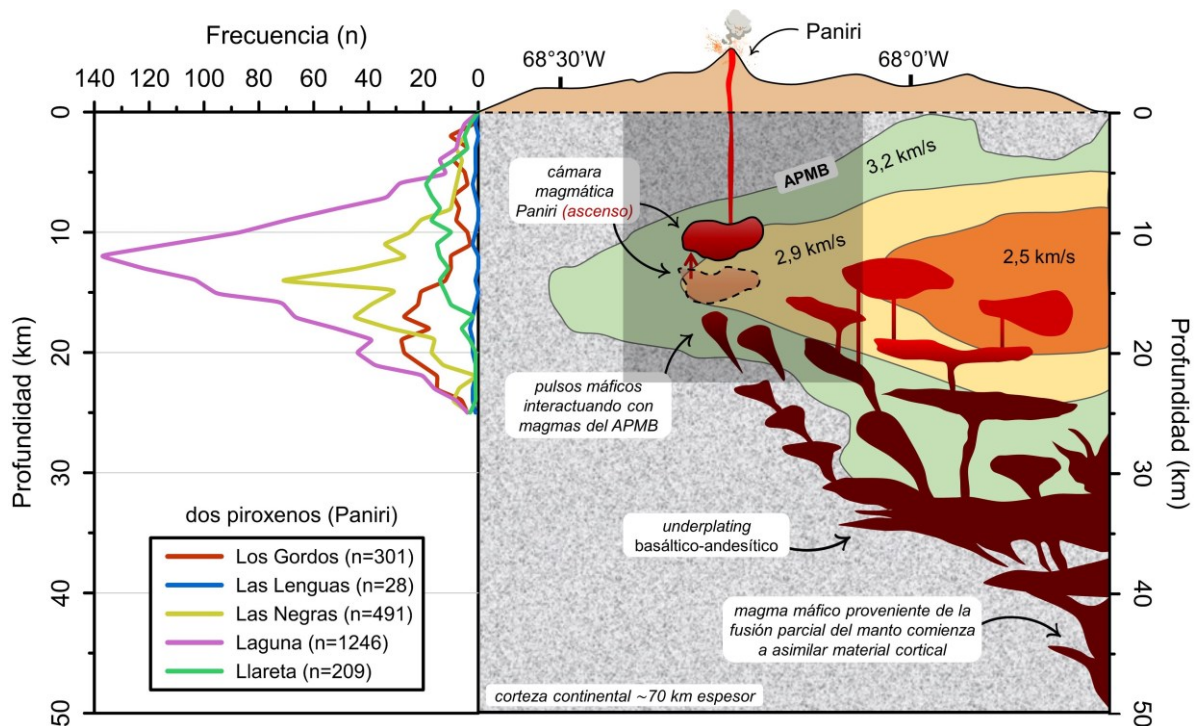 Frecuencia (n)
140 120 100 80 60 40 20 0
Profundidad (km)
0
10
20
30
40
50
dos piroxenos (Paniri)
Los Gordos (n=301)
Las Lenguas (n=28)
Las Negras (n=491)
Laguna (n=1246)
Llareta (n=209)
Paniri
68°30'W
68°0'W
APMB
3,2 km/s
2,9 km/s
2,5 km/s
cámara
magmática
Paniri (ascenso)
pulsos máficos
interactuando con
magmas del APMB
underplating
basáltico-andesítico
magma máfico proveniente de la
fusión parcial del manto comienza
a asimilar material cortical
corteza continental ~70 km espesor
0
10
20
30
40
50
Profundidad (km)